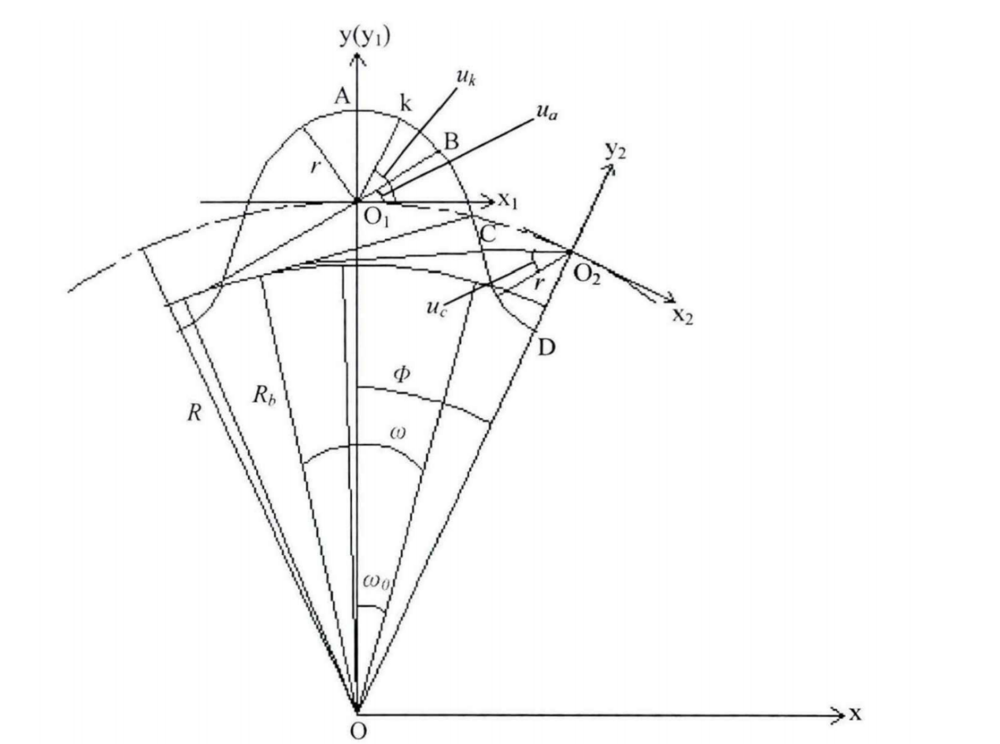 y(y₁)
u_k
A
k
u_a
B
y₂
r
x₁
O₁
C
O₂
r
u_c
x₂
D
Φ
R_b
R
ω
ω₀
x
O